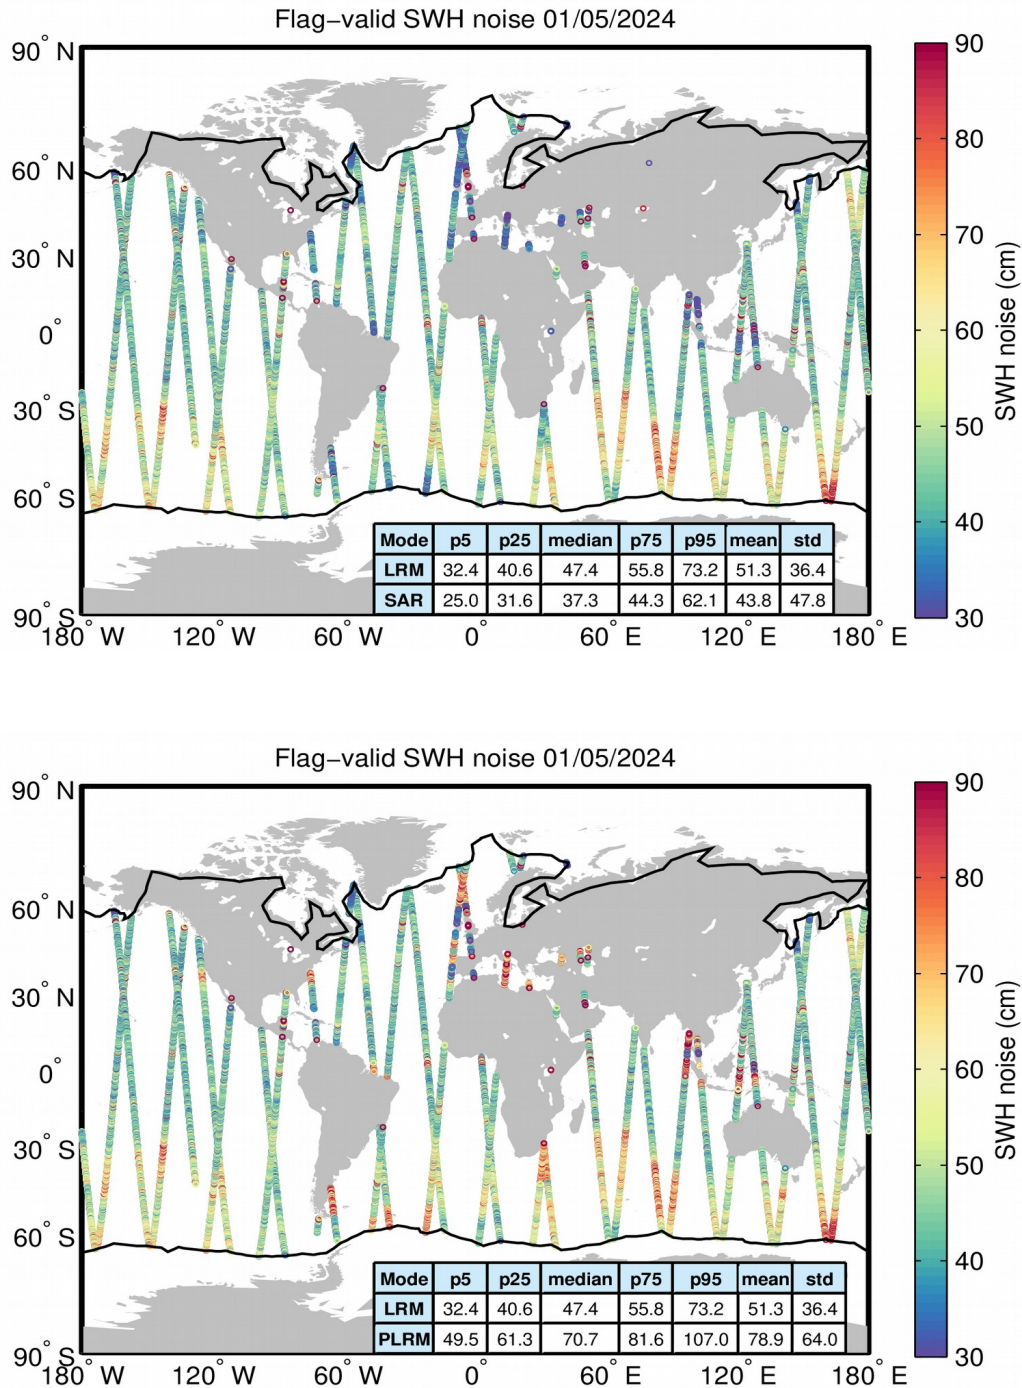 Flag−valid SWH noise 01/05/2024
90° N
60° N
30° N
0°
30° S
60° S
90° S
180° W 120° W 60° W 0° 60° E 120° E 180° E
90
80
70
60
50
40
30
SWH noise (cm)
Mode p5 p25 median p75 p95 mean std
LRM 32.4 40.6 47.4 55.8 73.2 51.3 36.4
SAR 25.0 31.6 37.3 44.3 62.1 43.8 47.8
Flag−valid SWH noise 01/05/2024
90° N
60° N
30° N
0°
30° S
60° S
90° S
180° W 120° W 60° W 0° 60° E 120° E 180° E
90
80
70
60
50
40
30
SWH noise (cm)
Mode p5 p25 median p75 p95 mean std
LRM 32.4 40.6 47.4 55.8 73.2 51.3 36.4
PLRM 49.5 61.3 70.7 81.6 107.0 78.9 64.0